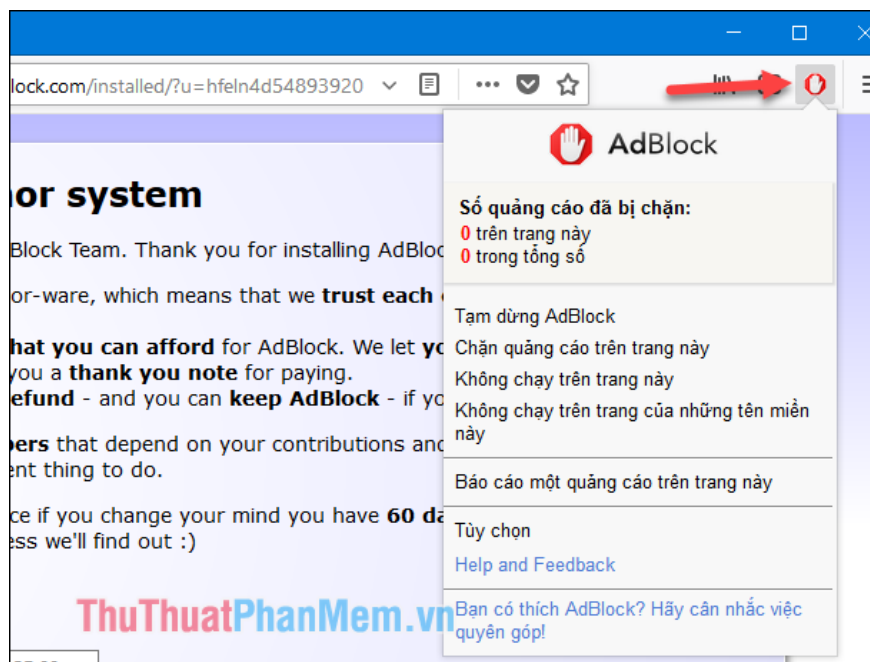 lock.com/installed/?u=hfeln4d54893920
AdBlock
Số quảng cáo đã bị chặn:
0 trên trang này
0 trong tổng số
Tạm dừng AdBlock
Chặn quảng cáo trên trang này
Không chạy trên trang này
Không chạy trên trang của những tên miền
này
Báo cáo một quảng cáo trên trang này
Tùy chọn
Help and Feedback
Bạn có thích AdBlock? Hãy cân nhắc việc
quyên góp!
nor system
Block Team. Thank you for installing AdBloc
or-ware, which means that we trust each
hat you can afford for AdBlock. We let yo
you a thank you note for paying.
efund - and you can keep AdBlock - if yo
pers that depend on your contributions and
ent thing to do.
ce if you change your mind you have 60 da
ess we'll find out :)
ThuThuatPhanMem.vn